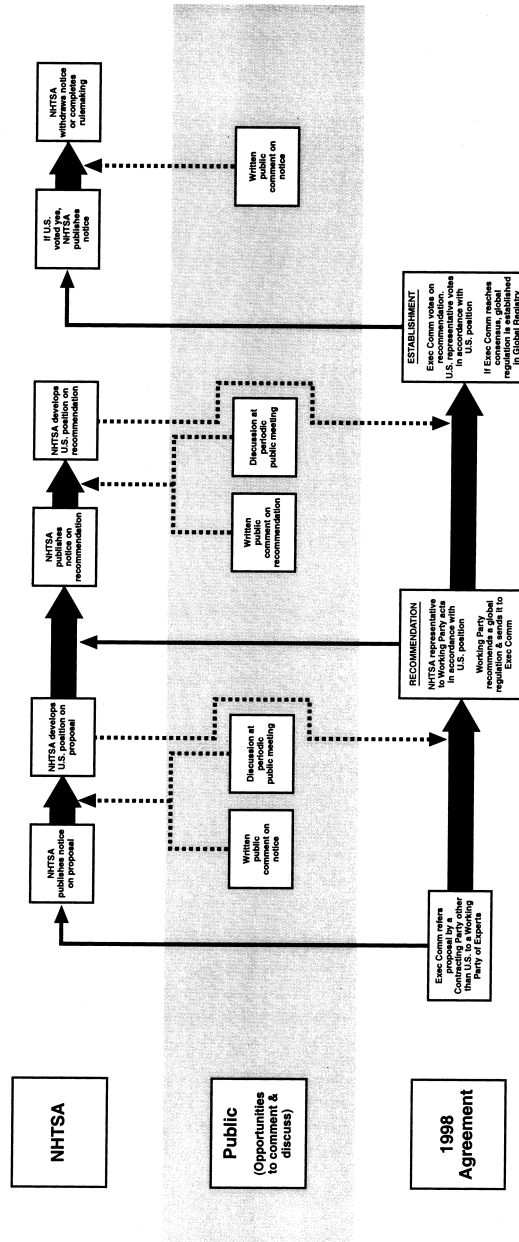 NHTSA
NHTSA
publishes notice
on proposal
NHTSA develops
U.S. position on
proposal
NHTSA
publishes
notice on
recommendation
NHTSA develops
U.S. position on
recommendation
If U.S.
voted yes,
NHTSA
publishes
notice
NHTSA
withdraws notice
or completes
rulemaking
Public
(Opportunities
to comment &
discuss)
Written
public
comment on
notice
Discussion at
periodic
public meeting
Written
public
comment on
recommendation
Discussion at
periodic
public meeting
Written
public
comment on
notice
1998
Agreement
Exec Comm refers
proposal by a
Contracting Party other
than U.S. to a Working
Party of Experts
RECOMMENDATION
NHTSA representative
to Working Party acts
in accordance with
U.S. position
Working Party
recommends a global
regulation & sends it to
Exec Comm
ESTABLISHMENT
Exec Comm votes on
recommendation.
U.S. representative votes
in accordance with
U.S. position
If Exec Comm reaches
consensus, global
regulation is established
in Global Registry